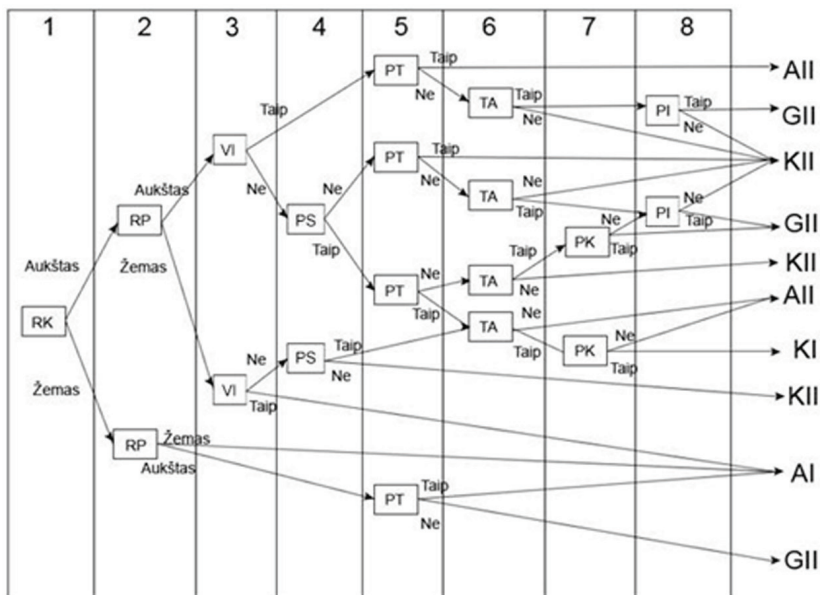 1 2 3 4 5 6 7 8
PT Taip AII
Ne
Taip TA Taip PI Taip GII
Ne Ne
VI
PT Taip KII
Aukštas Ne Ne Ne TA Ne
RP PS Taip PI Ne
Taip GII
Aukštas Žemas Taip PK Ne
Taip
PT Ne TA Taip KII
Ne
Taip TA Ne AII
RK
Taip PK Ne
PS Taip Taip KI
Ne
Žemas Ne KII
VI Taip
RP Žemas AI
Aukštas
PT Taip
Ne
GII